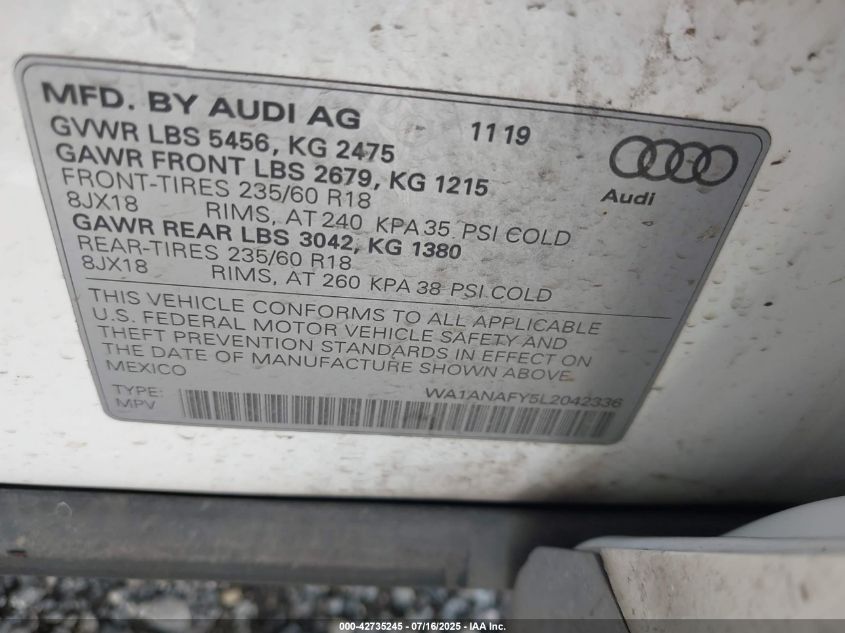 MFD. BY AUDI AG 11 19
GVWR LBS 5456, KG 2475
GAWR FRONT LBS 2679, KG 1215
FRONT-TIRES 235/60 R18
8JX18 RIMS, AT 240 KPA 35 PSI COLD
GAWR REAR LBS 3042, KG 1380
REAR-TIRES 235/60 R18
8JX18 RIMS, AT 260 KPA 38 PSI COLD
Audi
THIS VEHICLE CONFORMS TO ALL APPLICABLE
U.S. FEDERAL MOTOR VEHICLE SAFETY AND
THEFT PREVENTION STANDARDS IN EFFECT ON
THE DATE OF MANUFACTURE SHOWN ABOVE
MEXICO
TYPE: WA1ANAFY5L2042336
MPV
000-42735245 - 07/16/2025 - IAA Inc.